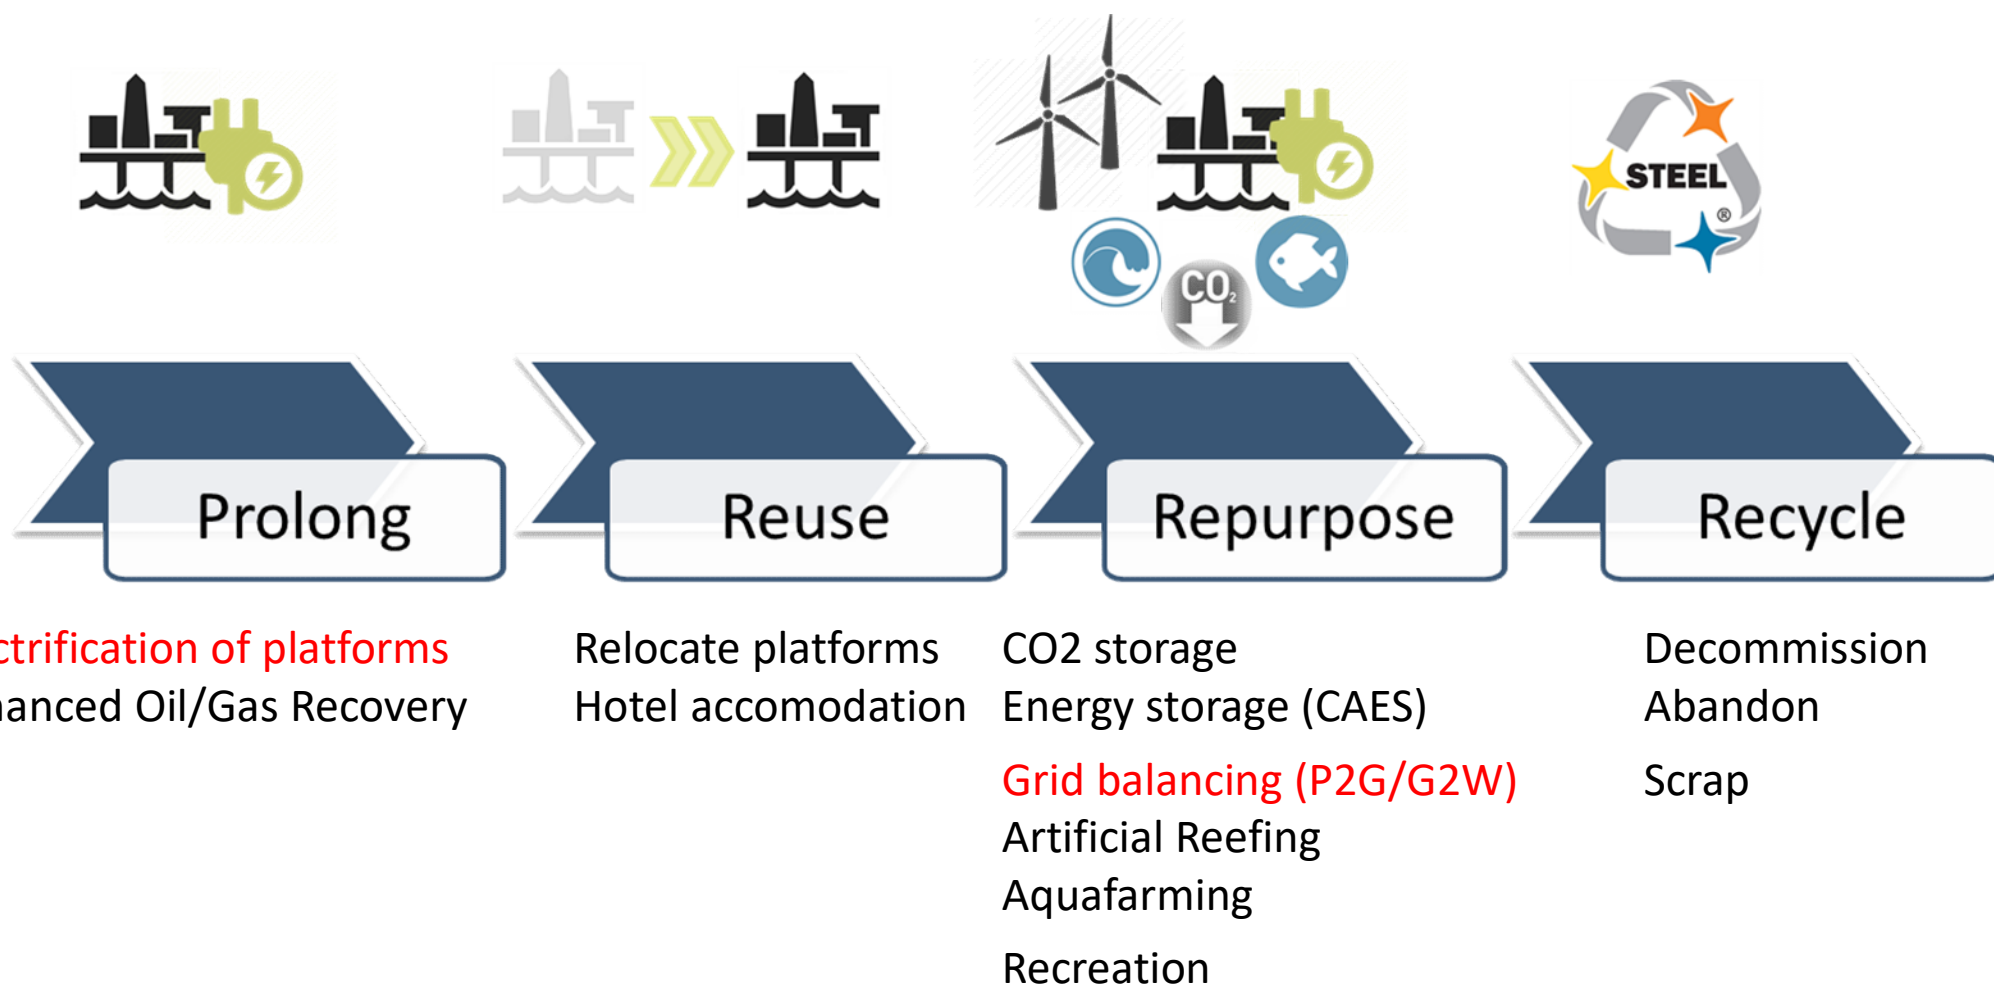 STEEL
®
CO2
Prolong
Reuse
Repurpose
Recycle
ctrification of platforms
hanced Oil/Gas Recovery
Relocate platforms
Hotel accomodation
CO2 storage
Energy storage (CAES)
Grid balancing (P2G/G2W)
Artificial Reefing
Aquafarming
Recreation
Decommission
Abandon
Scrap